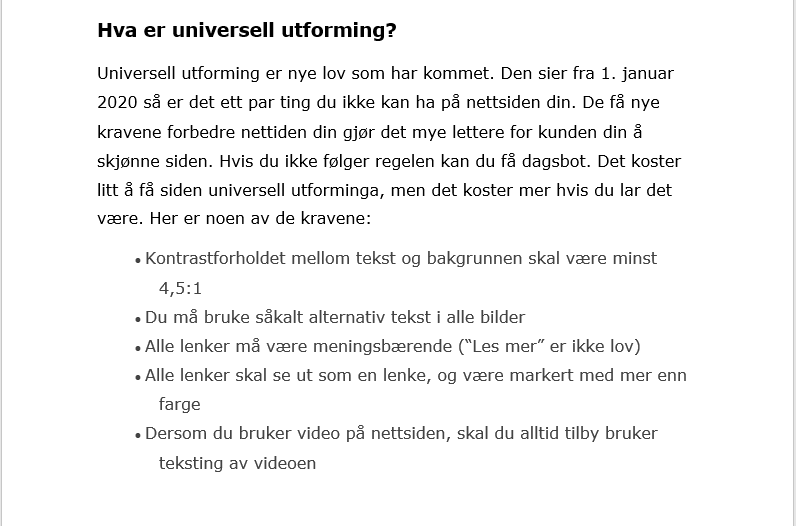 Hva er universell utforming?
Universell utforming er nye lov som har kommet. Den sier fra 1. januar
2020 så er det ett par ting du ikke kan ha på nettsiden din. De få nye
kravene forbedre nettiden din gjør det mye lettere for kunden din å
skjønne siden. Hvis du ikke følger regelen kan du få dagsbot. Det koster
litt å få siden universell utforminga, men det koster mer hvis du lar det
være. Her er noen av de kravene:
• Kontrastforholdet mellom tekst og bakgrunnen skal være minst
4,5:1
• Du må bruke såkalt alternativ tekst i alle bilder
• Alle lenker må være meningsbærende (“Les mer” er ikke lov)
• Alle lenker skal se ut som en lenke, og være markert med mer enn
farge
• Dersom du bruker video på nettsiden, skal du alltid tilby bruker
teksting av videoen